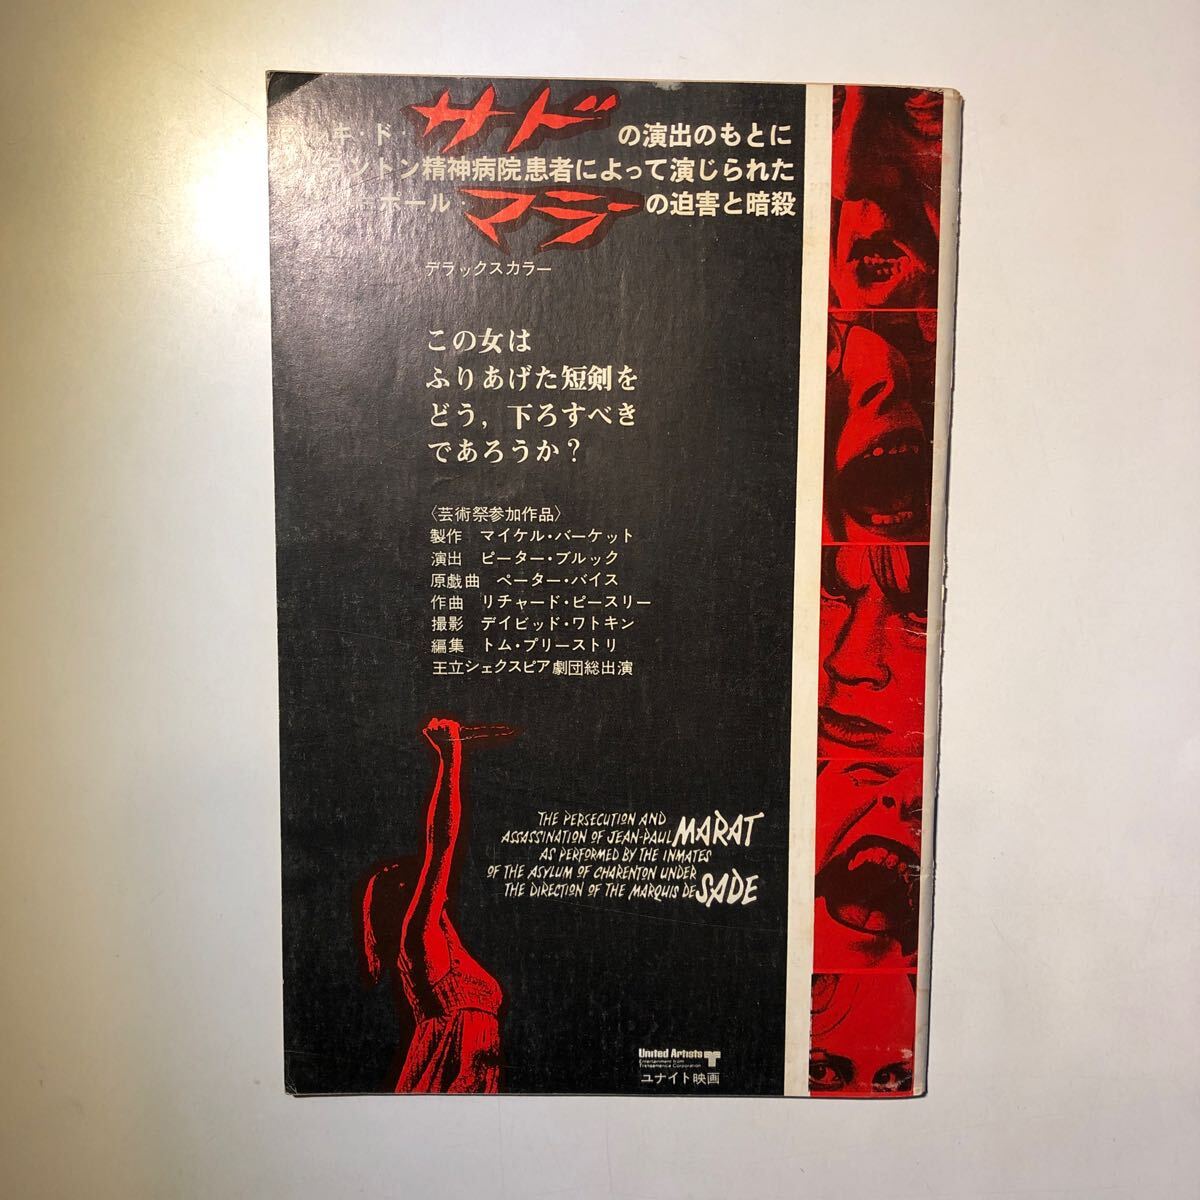 キ・ド・サドの演出のもとに
ラントン精神病院患者によって演じられた
ポール・マラーの迫害と暗殺
デラックスカラー
この女は
ふりあげた短剣を
どう，下ろすべき
であろうか？
〈芸術祭参加作品〉
製作 マイケル・バーケット
演出 ピーター・ブルック
原戯曲 ペーター・バイス
作曲 リチャード・ピースリー
撮影 デイビッド・ワトキン
編集 トム・プリーストリ
王立シェクスピア劇団総出演
THE PERSECUTION AND
ASSASSINATION OF JEAN-PAUL MARAT
AS PERFORMED BY THE INMATES
OF THE ASYLUM OF CHARENTON UNDER
THE DIRECTION OF THE MARQUIS DE SADE
United Artists
Entertainment from
Transamerica Corporation
ユナイト映画